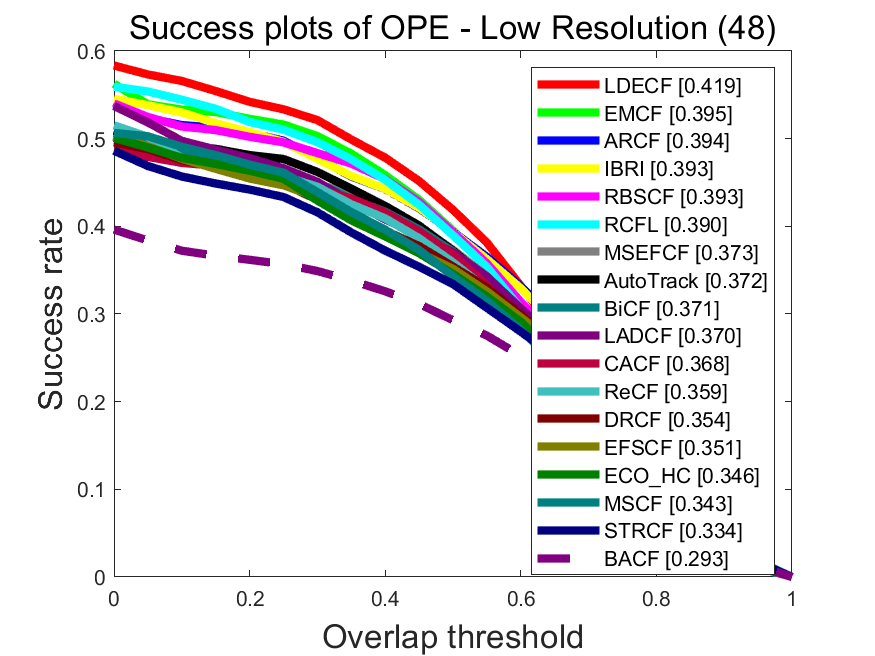 Success plots of OPE - Low Resolution (48)
0.6
0.5
0.4
0.3
0.2
0.1
0
Success rate
LDECF [0.419]
EMCF [0.395]
ARCF [0.394]
IBRI [0.393]
RBSCF [0.393]
RCFL [0.390]
MSEFCF [0.373]
AutoTrack [0.372]
BiCF [0.371]
LADCF [0.370]
CACF [0.368]
ReCF [0.359]
DRCF [0.354]
EFSCF [0.351]
ECO_HC [0.346]
MSCF [0.343]
STRCF [0.334]
BACF [0.293]
0 0.2 0.4 0.6 0.8 1
Overlap threshold